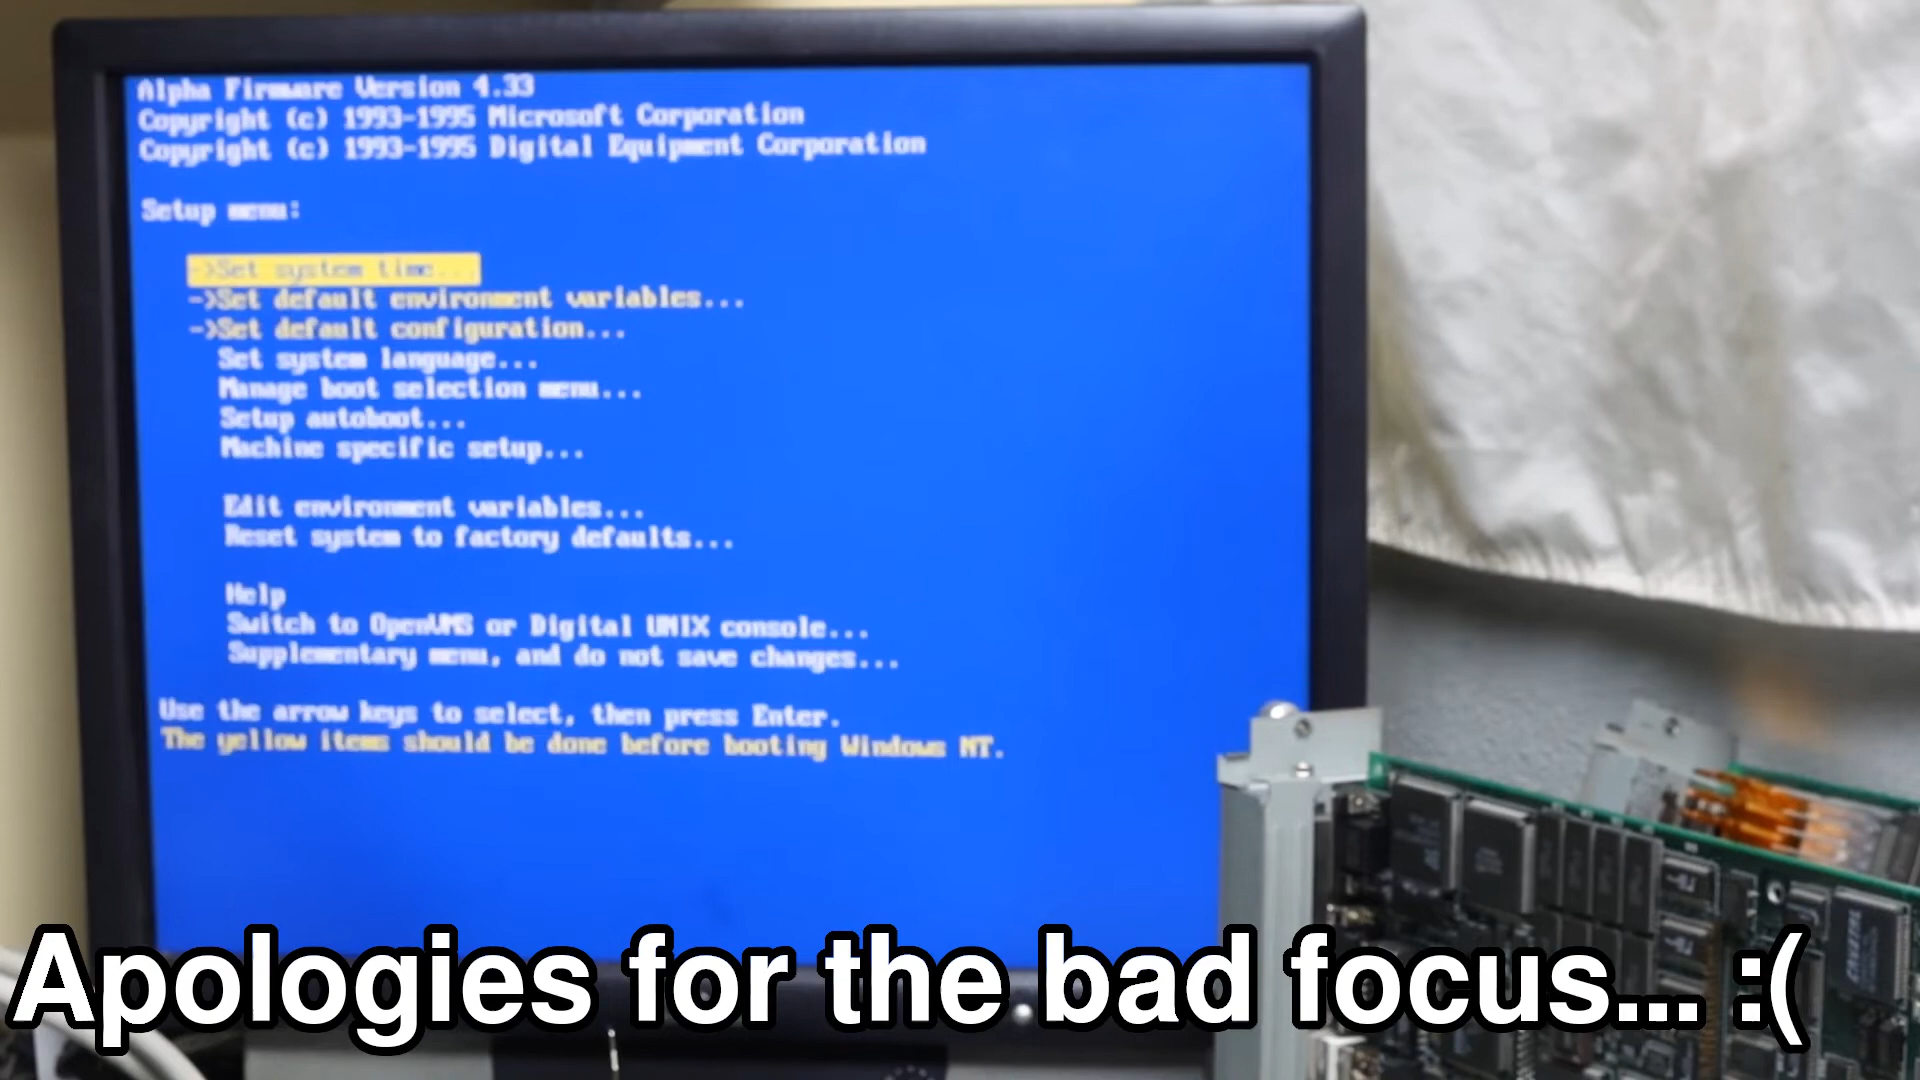 Alpha Firmware Version 4.33
Copyright (c) 1993-1995 Microsoft Corporation
Copyright (c) 1993-1995 Digital Equipment Corporation
Setup menu:
->Set system time...
->Set default environment variables...
->Set default configuration...
Set system language...
Manage boot selection menu...
Setup autoboot...
Machine specific setup...
Edit environment variables...
Reset system to factory defaults...
Help
Switch to OpenVMS or Digital UNIX console...
Supplementary menu, and do not save changes...
Use the arrow keys to select, then press Enter.
The yellow items should be done before booting Windows NT.
Apologies for the bad focus... :(